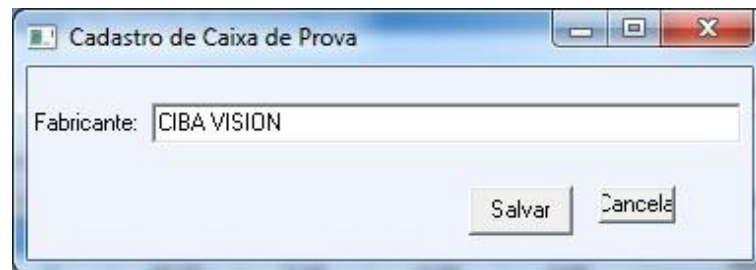 Cadastro de Caixa de Prova
Fabricante: CIBA VISION
Salvar Cancela